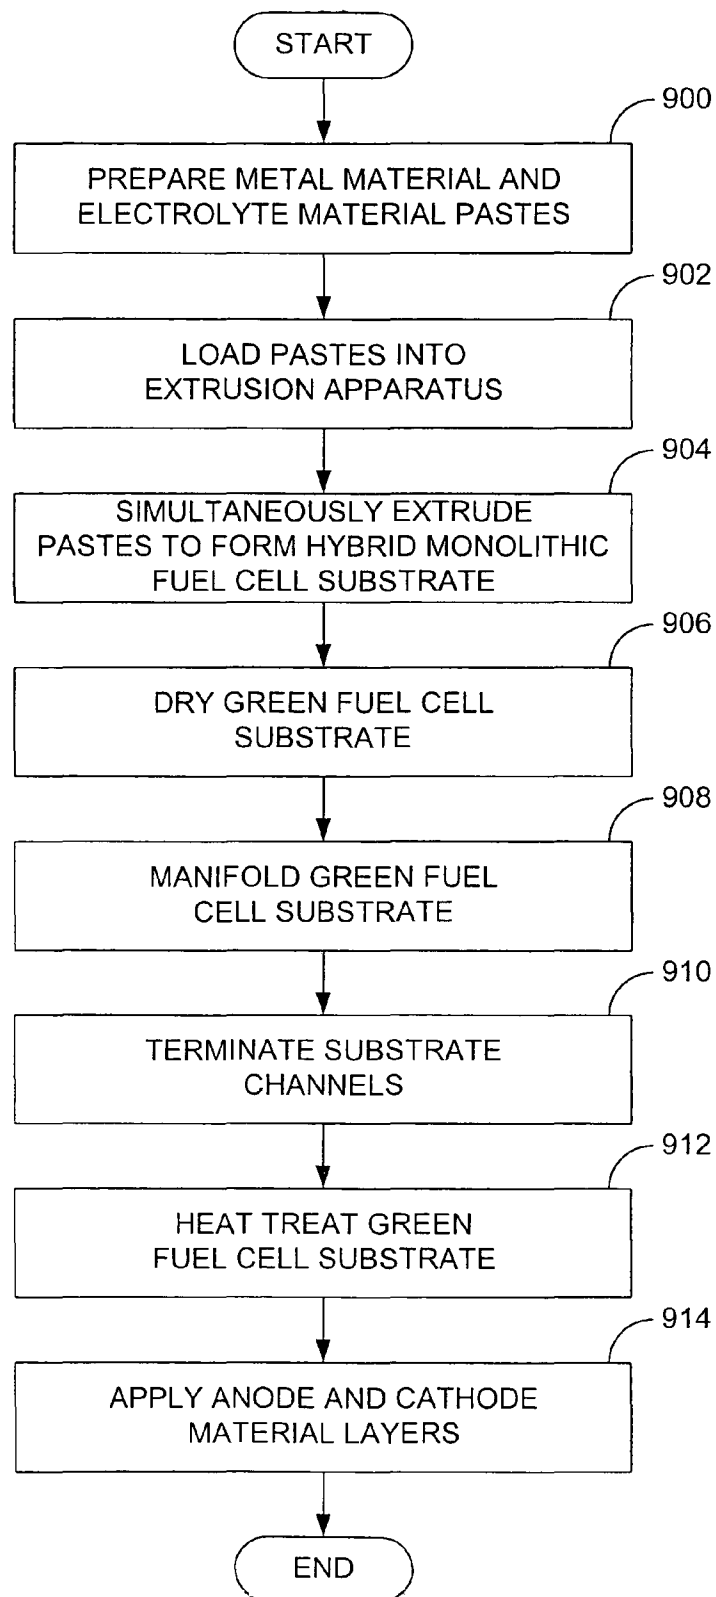 START
900
PREPARE METAL MATERIAL AND
ELECTROLYTE MATERIAL PASTES
902
LOAD PASTES INTO
EXTRUSION APPARATUS
904
SIMULTANEOUSLY EXTRUDE
PASTES TO FORM HYBRID MONOLITHIC
FUEL CELL SUBSTRATE
906
DRY GREEN FUEL CELL
SUBSTRATE
908
MANIFOLD GREEN FUEL
CELL SUBSTRATE
910
TERMINATE SUBSTRATE
CHANNELS
912
HEAT TREAT GREEN
FUEL CELL SUBSTRATE
914
APPLY ANODE AND CATHODE
MATERIAL LAYERS
END